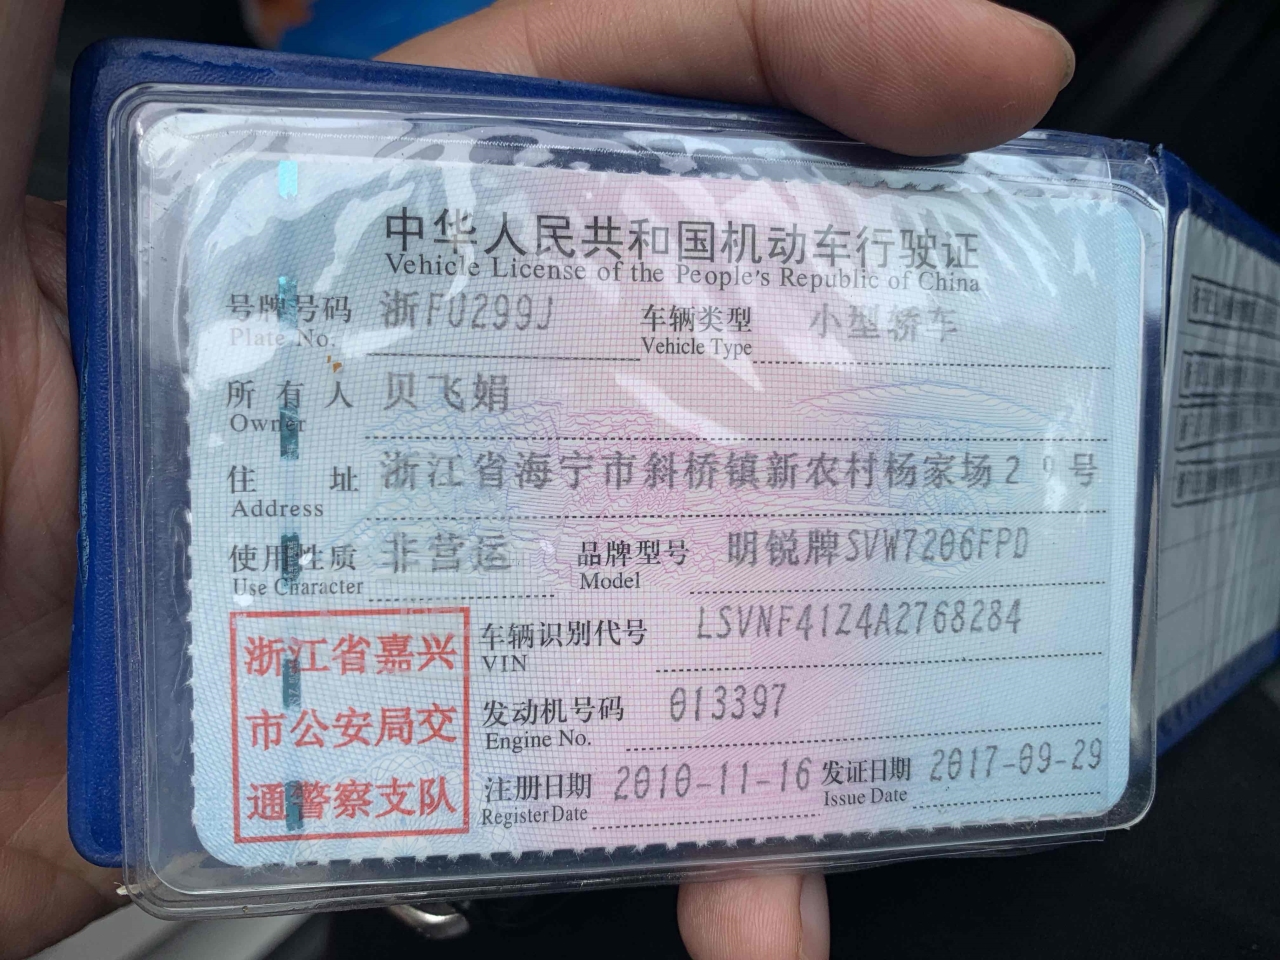 中华人民共和国机动车行驶证
Vehicle License of the People's Republic of China
号牌号码 浙FU299J 车辆类型 小型轿车
Plate No. Vehicle Type
所有人 贝飞娟
Owner
住址 浙江省海宁市斜桥镇新农村杨家场29号
Address
使用性质 非营运 品牌型号 明锐牌SVW7206FPD
Use Character Model
浙江省嘉兴
市公安局交
通警察支队
车辆识别代号 LSVNF41Z4A2768284
VIN
发动机号码 013397
Engine No.
注册日期 2010-11-16 发证日期 2017-09-29
Register Date Issue Date